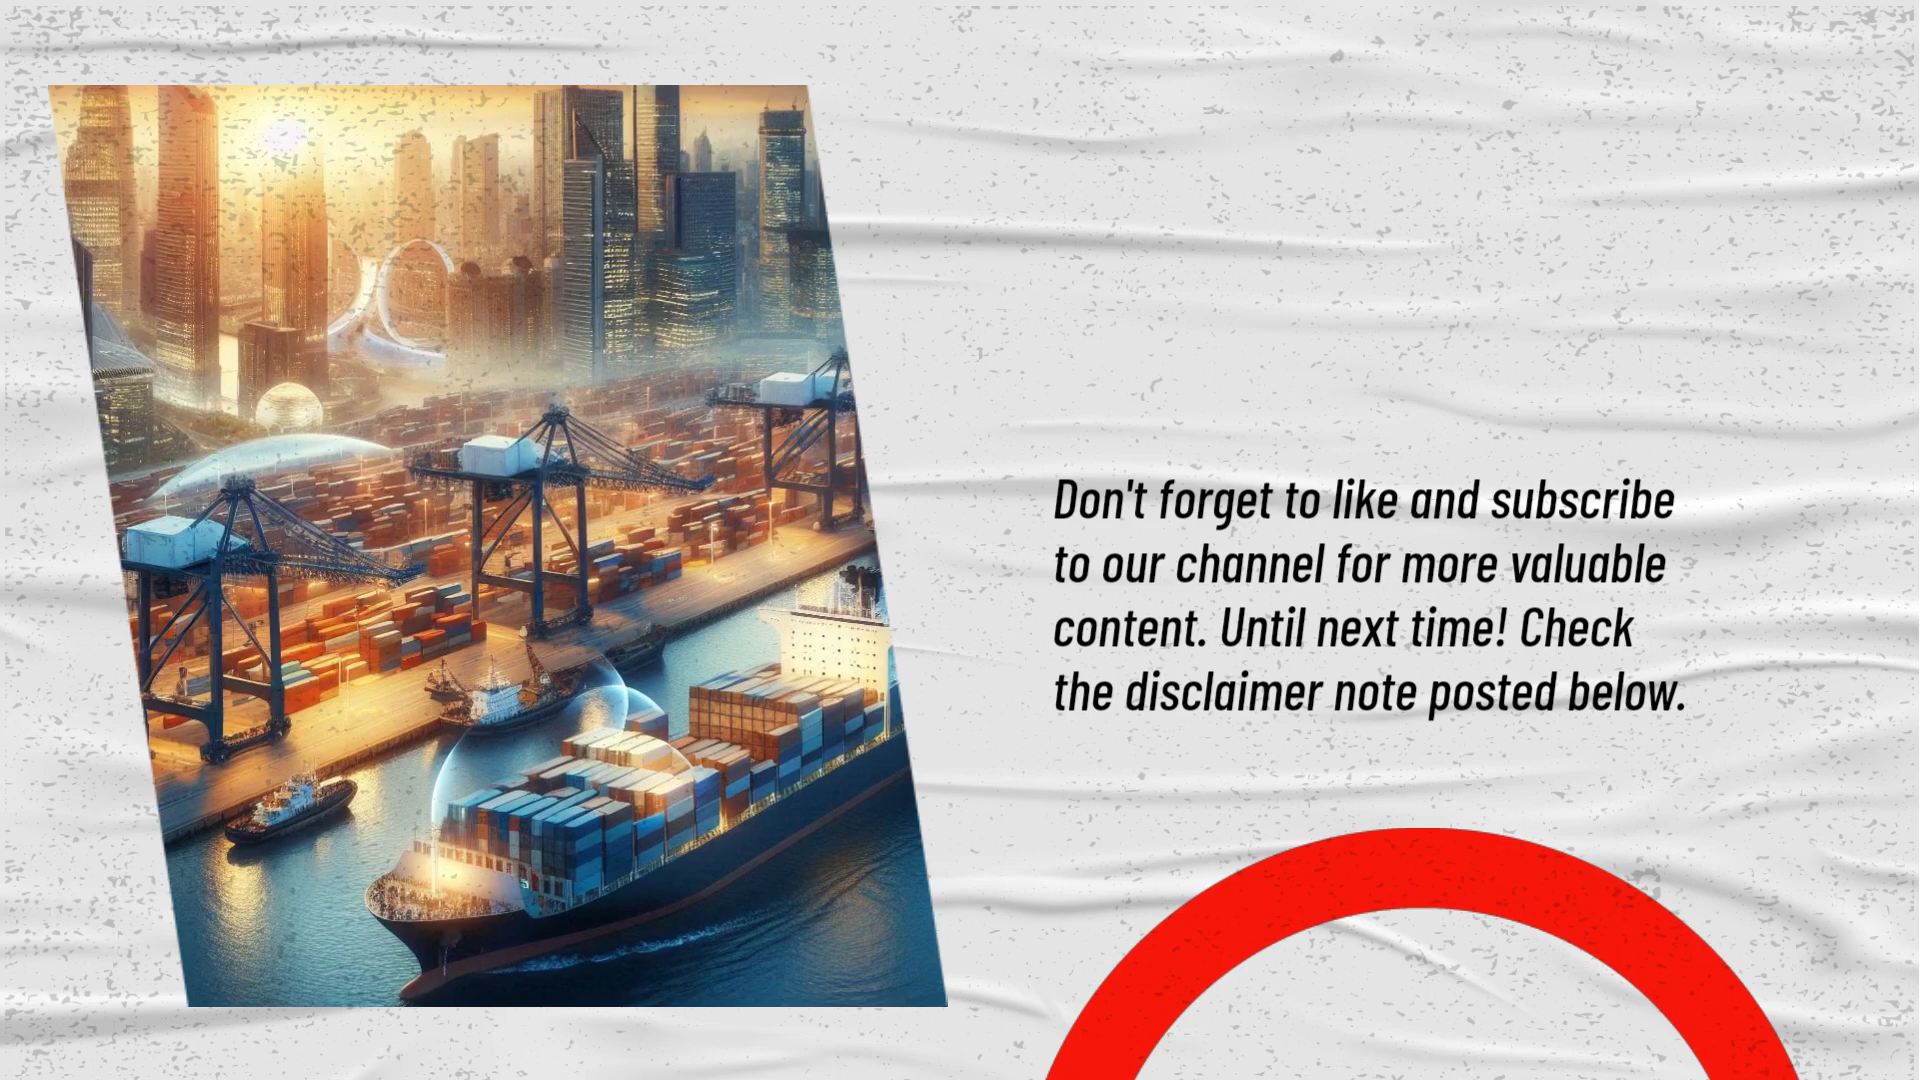 Don't forget to like and subscribe
to our channel for more valuable
content. Until next time! Check
the disclaimer note posted below.